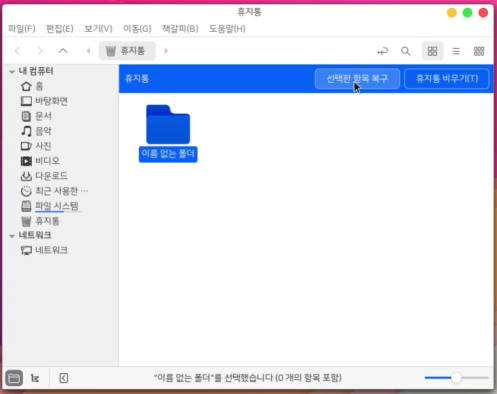 휴지통
파일(F) 편집(E) 보기(V) 이동(G) 책갈피(B) 도움말(H)
휴지통
내 컴퓨터
홈
바탕화면
문서
음악
사진
비디오
다운로드
최근 사용한 …
파일 시스템
휴지통
네트워크
네트워크
휴지통 선택한 항목 복구 휴지통 비우기(T)
이름 없는 폴더
"이름 없는 폴더"를 선택했습니다 (0 개의 항목 포함)